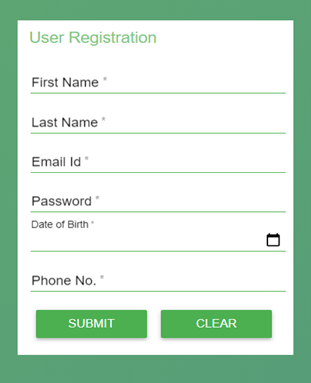 User Registration
First Name *
Last Name *
Email Id *
Password *
Date of Birth *
Phone No. *
SUBMIT CLEAR